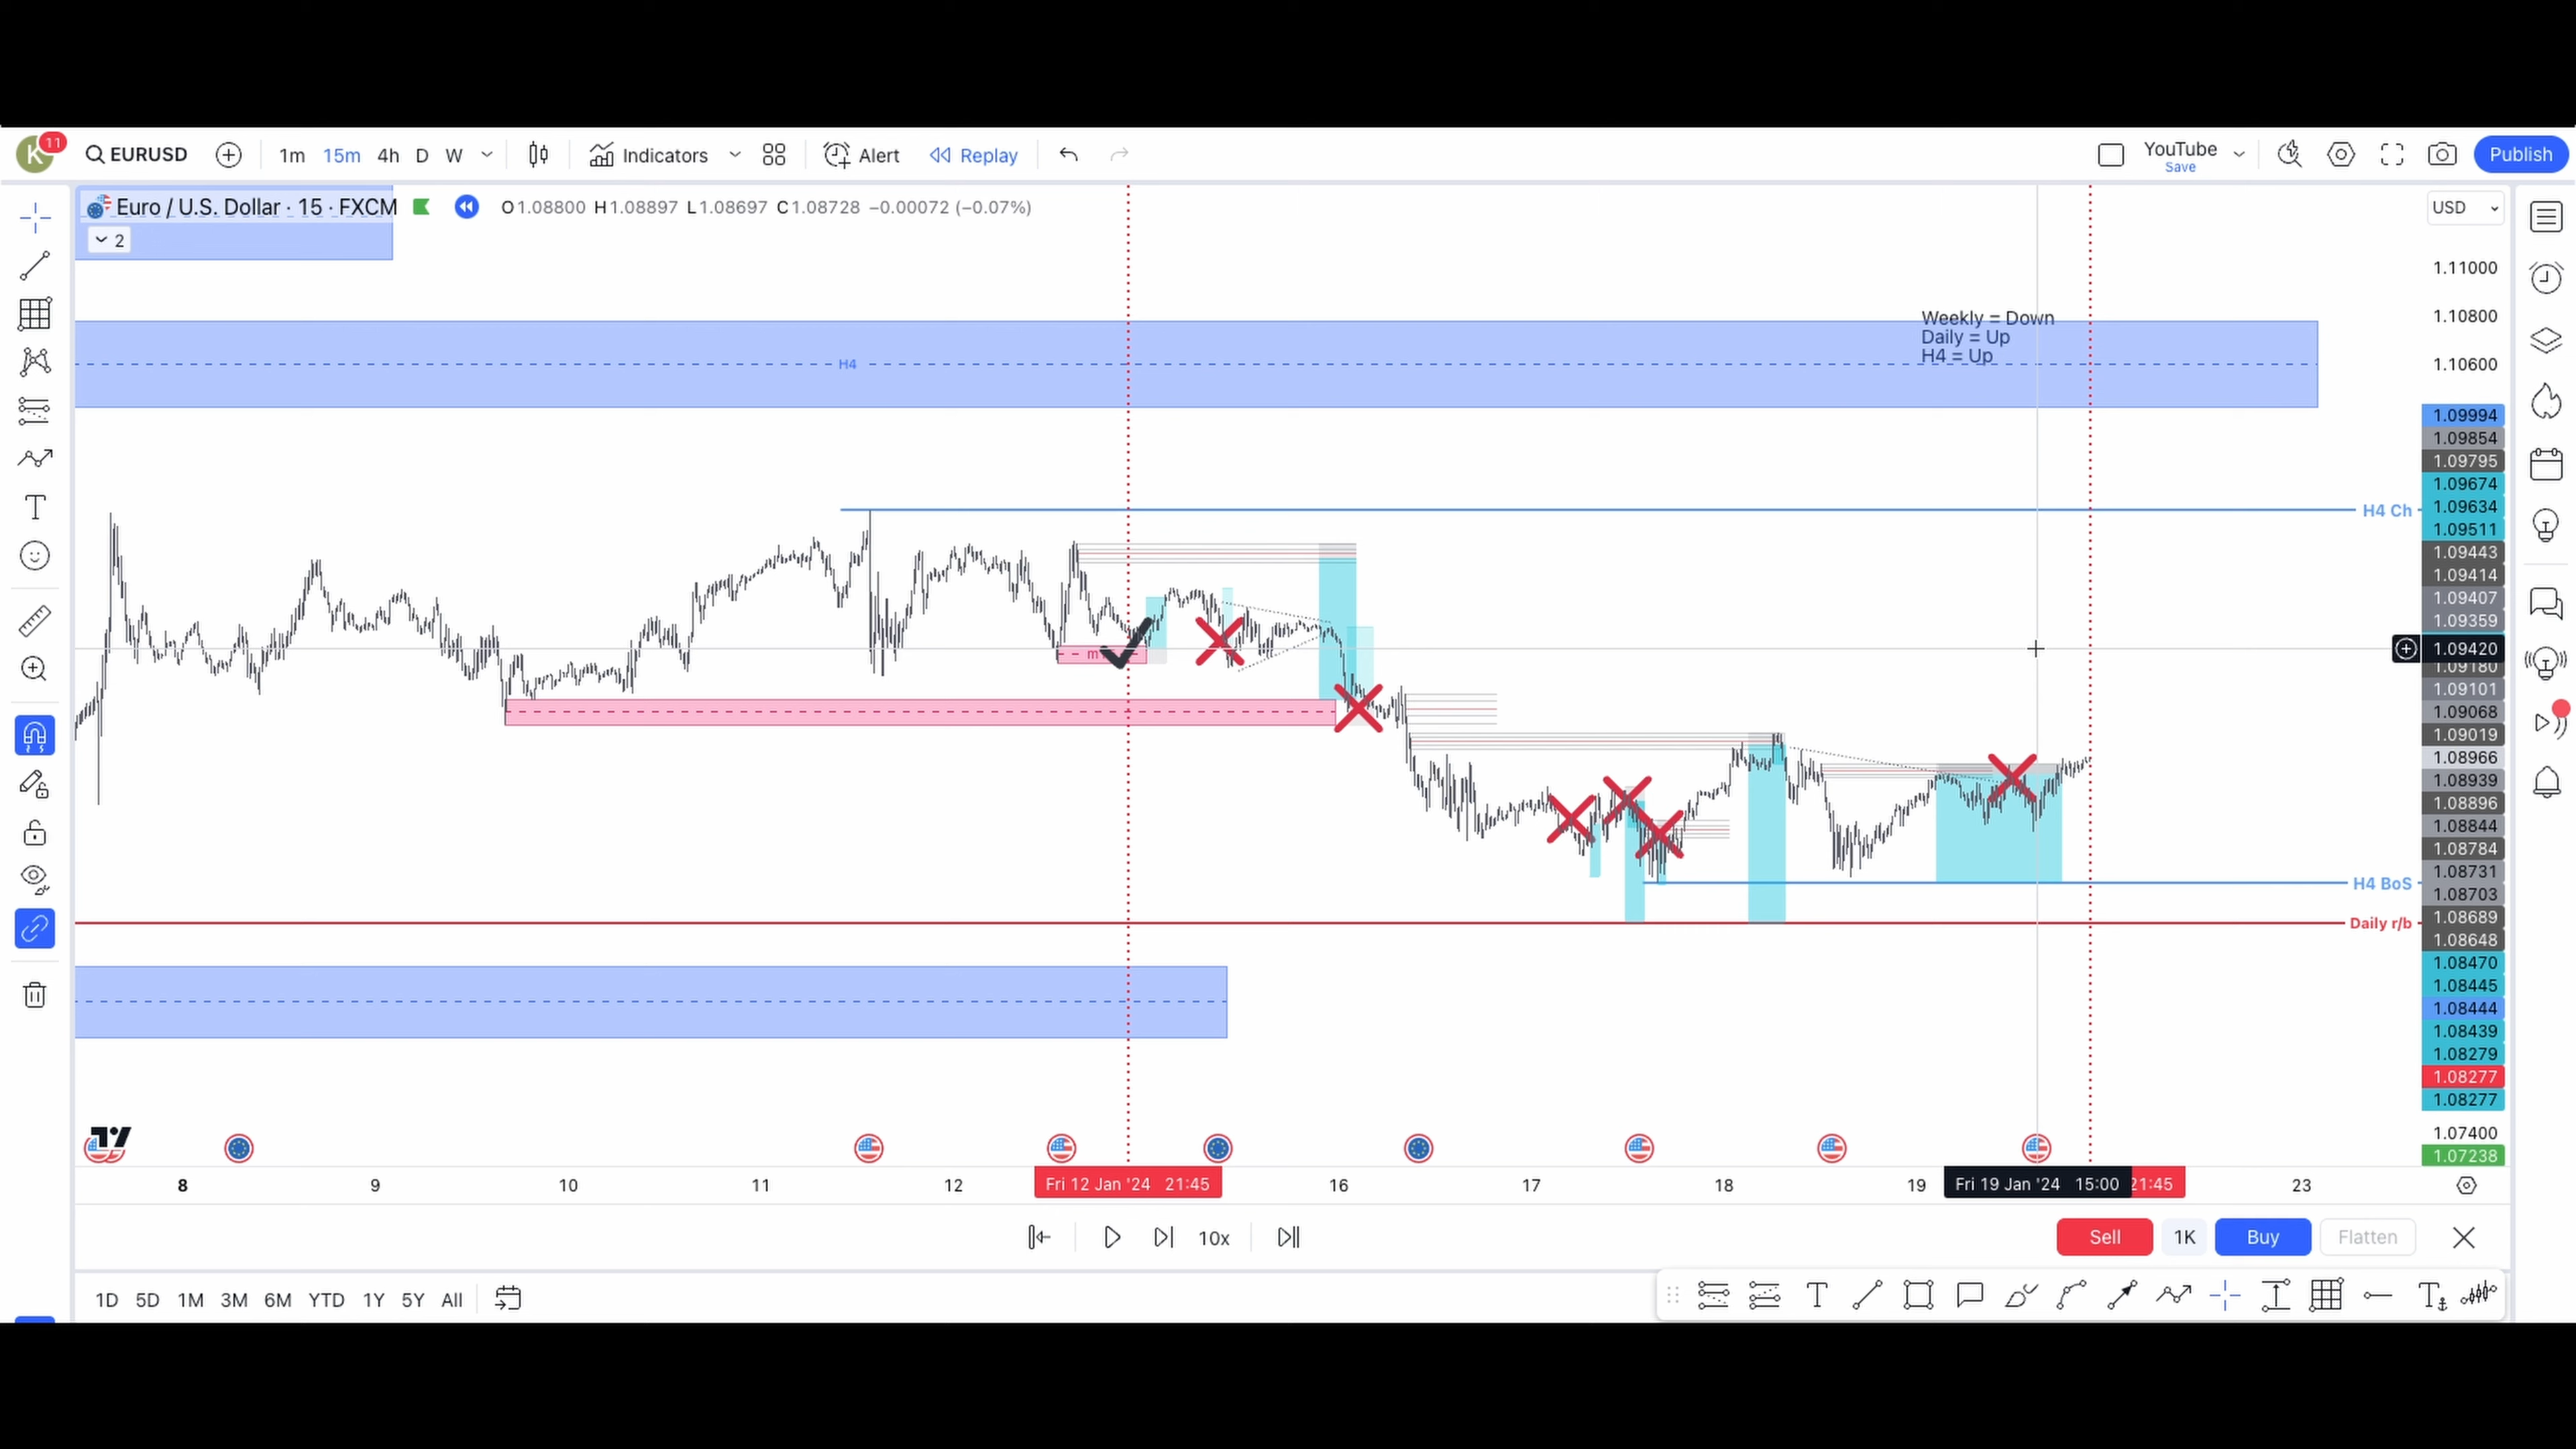 K
11
EURUSD
1m
15m
4h
D
W
Indicators
Alert
Replay
YouTube
Save
Publish
Euro / U.S. Dollar · 15 · FXCM
O1.08800 H1.08897 L1.08697 C1.08728 −0.00072 (−0.07%)
2
USD
Weekly = Down
Daily = Up
H4 = Up
H4
H4 Ch
H4 BoS
Daily r/b
1.11000
1.10800
1.10600
1.09994
1.09854
1.09795
1.09674
1.09634
1.09511
1.09443
1.09414
1.09407
1.09359
1.09420
1.09180
1.09101
1.09068
1.09019
1.08966
1.08939
1.08896
1.08844
1.08784
1.08731
1.08703
1.08689
1.08648
1.08470
1.08445
1.08444
1.08439
1.08279
1.08277
1.08277
1.07400
1.07238
8
9
10
11
12
Fri 12 Jan '24 21:45
16
17
18
19
Fri 19 Jan '24 15:00
21:45
23
10x
Sell
1K
Buy
Flatten
1D
5D
1M
3M
6M
YTD
1Y
5Y
All